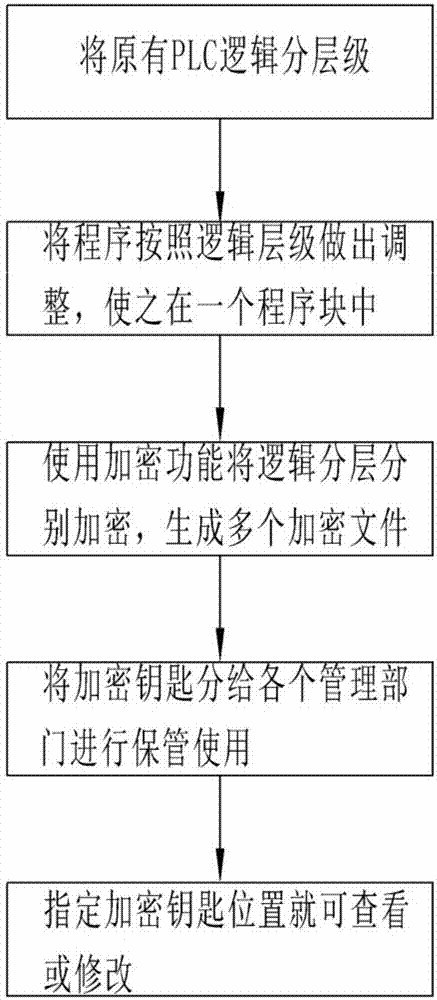 将原有PLC逻辑分层级
将程序按照逻辑层级做出调
整，使之在一个程序块中
使用加密功能将逻辑分层分
别加密，生成多个加密文件
将加密钥匙分给各个管理部
门进行保管使用
指定加密钥匙位置就可查看
或修改